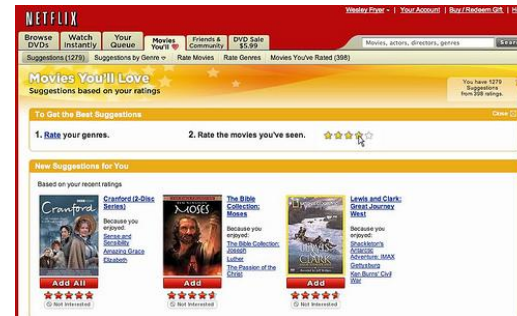 NETFLIX
Wesley Fryer Your Account Buy/Redeem Gift
Browse DVDs
Watch Instantly
Your Queue
Movies You'll
Friends & Community
DVD Sale $5.99
Movies, actors, directors, genres
Suggestions (1279) Suggestions by Genre Rate Movies Rate Genres Movies You've Rated (398)
Movies You'll Love
Suggestions based on your ratings
You have 1279
Suggestions
from 398 ratings.
To Get the Best Suggestions
Close
1. Rate your genres.
2. Rate the movies you've seen.
New Suggestions for You
Based on your recent ratings
Cranford
Cranford (2-Disc
Series)
Because you
enjoyed:
Sense and
Sensibility
Amazing Grace
Elizabeth
Add All
Not Interested
MOSES
The Bible
Collection:
Moses
Because you
enjoyed:
The Bible Collection:
Joseph
Luther
The Passion of the
Christ
Add
Not Interested
CLARK
Lewis and Clark:
Great Journey
West
Because you
enjoyed:
Shackleton's
Antarctic
Adventure: IMAX
Gettysburg
Ken Burns' Civil
War
Add
Not Interested